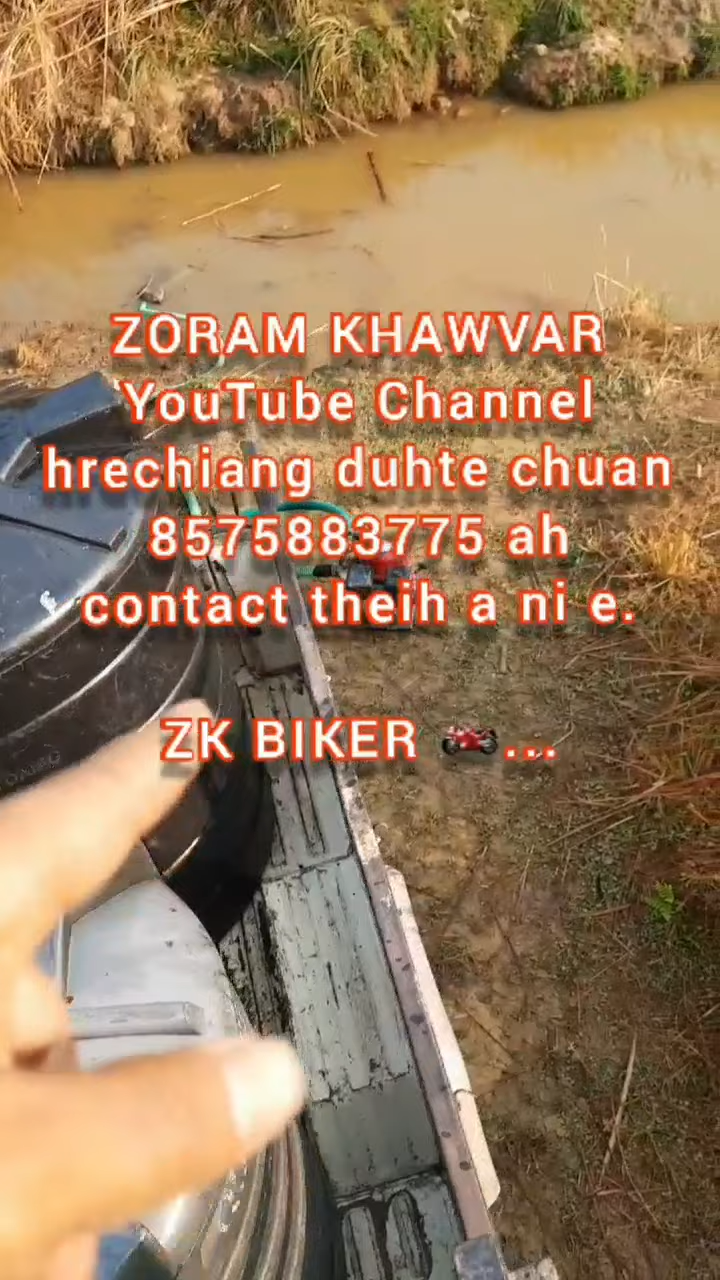 ZORAM KHAWVAR
YouTube Channel
hrechiang duhte chuan
8575883775 ah
contact theih a ni e.
ZK BIKER 🏍️...